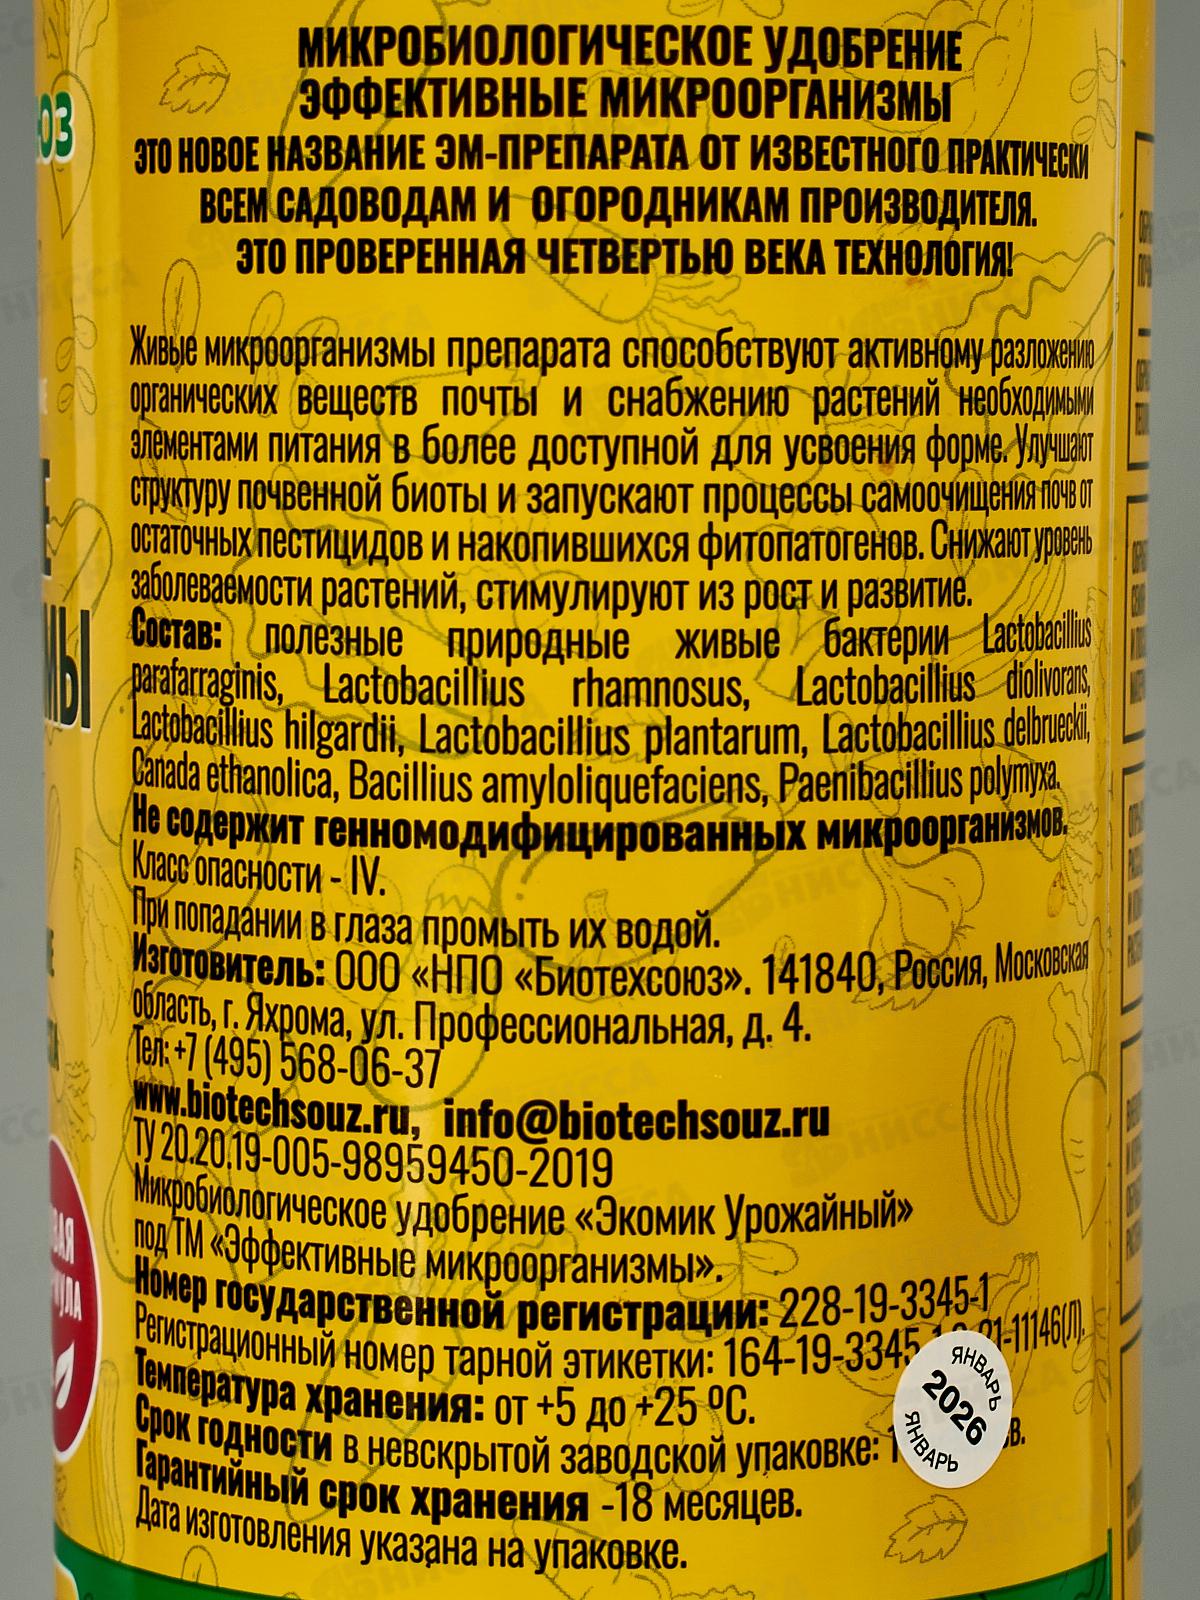 МИКРОБИОЛОГИЧЕСКОЕ УДОБРЕНИЕ
ЭФФЕКТИВНЫЕ МИКРООРГАНИЗМЫ
ЭТО НОВОЕ НАЗВАНИЕ ЭМ-ПРЕПАРАТА ОТ ИЗВЕСТНОГО ПРАКТИЧЕСКИ
ВСЕМ САДОВОДАМ И ОГОРОДНИКАМ ПРОИЗВОДИТЕЛЯ.
ЭТО ПРОВЕРЕННАЯ ЧЕТВЕРТЬЮ ВЕКА ТЕХНОЛОГИЯ!
Живые микроорганизмы препарата способствуют активному разложению
органических веществ почты и снабжению растений необходимыми
элементами питания в более доступной для усвоения форме. Улучшают
структуру почвенной биоты и запускают процессы самоочищения почв от
остаточных пестицидов и накопившихся фитопатогенов. Снижают уровень
заболеваемости растений, стимулируют из рост и развитие.
Состав: полезные природные живые бактерии Lactobacillius
parafarraginis, Lactobacillius rhamnosus, Lactobacillius diolivorans,
Lactobacillius hilgardii, Lactobacillius plantarum, Lactobacillius delbrueckii,
Canada ethanolica, Bacillius amyloliquefaciens, Paenibacillius polymyxa.
Не содержит генномодифицированных микроорганизмов.
Класс опасности - IV.
При попадании в глаза промыть их водой.
Изготовитель: ООО «НПО «Биотехсоюз». 141840, Россия, Московская
область, г. Яхрома, ул. Профессиональная, д. 4.
Тел: +7 (495) 568-06-37
www.biotechsouz.ru, info@biotechsouz.ru
ТУ 20.20.19-005-98959450-2019
Микробиологическое удобрение «Экомик Урожайный»
под ТМ «Эффективные микроорганизмы».
Номер государственной регистрации: 228-19-3345-1
Регистрационный номер тарной этикетки: 164-19-3345 21-11146(Л).
Температура хранения: от +5 до +25 ºС.
Срок годности в невскрытой заводской упаковке:
Гарантийный срок хранения -18 месяцев.
Дата изготовления указана на упаковке.
ЯНВАРЬ
2026
ЯНВАРЬ